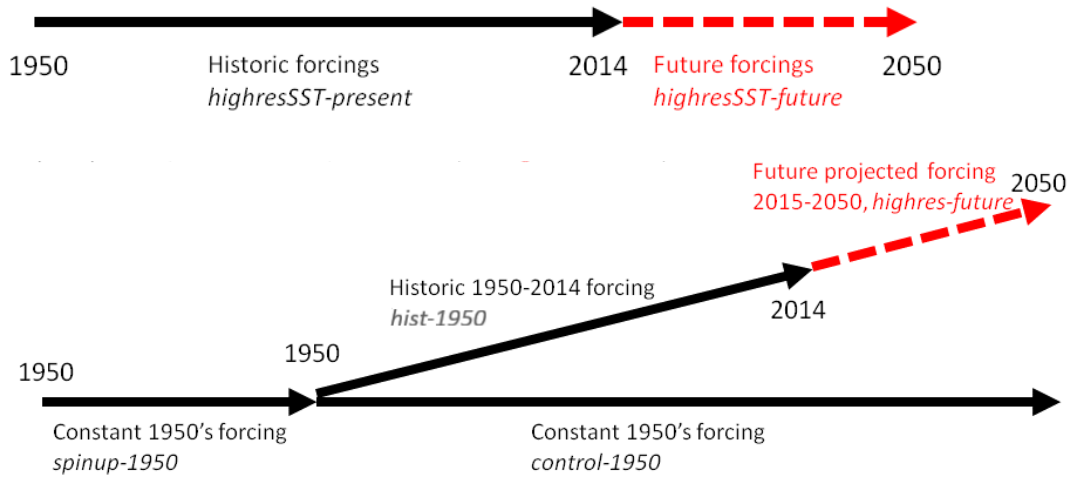 1950
Historic forcings
highresSST-present
2014
Future forcings
highresSST-future
2050
Future projected forcing
2015-2050, highres-future
2050
Historic 1950-2014 forcing
hist-1950
2014
1950
1950
Constant 1950's forcing
spinup-1950
Constant 1950's forcing
control-1950